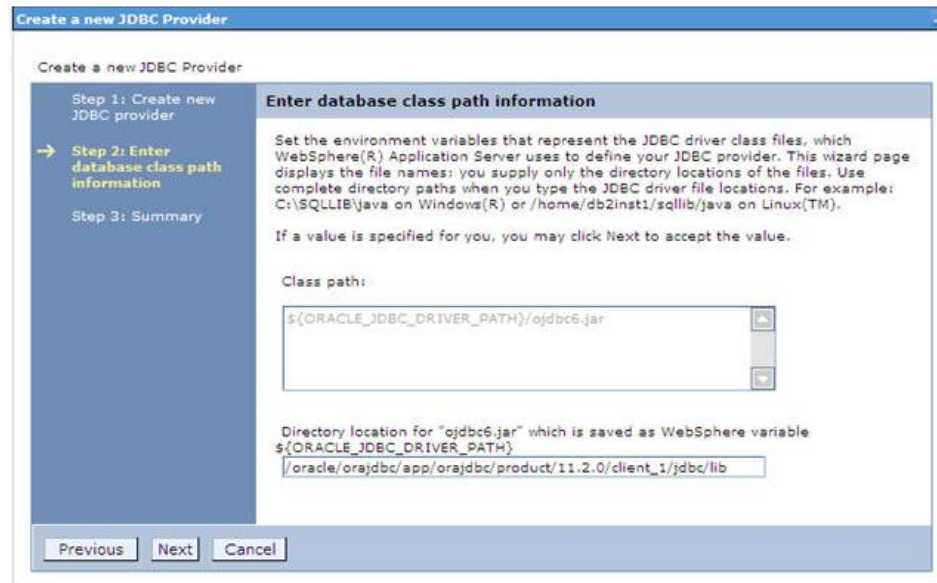 Create a new JDBC Provider
Create a new JDBC Provider
Step 1: Create new
JDBC provider
Step 2: Enter
database class path
information
Step 3: Summary
Enter database class path information
Set the environment variables that represent the JDBC driver class files, which
WebSphere(R) Application Server uses to define your JDBC provider. This wizard page
displays the file names; you supply only the directory locations of the files. Use
complete directory paths when you type the JDBC driver file locations. For example:
C:\SQLLIB\java on Windows(R) or /home/db2inst1/sqllib/java on Linux(TM).
If a value is specified for you, you may click Next to accept the value.
Class path:
${ORACLE_JDBC_DRIVER_PATH}/ojdbc6.jar
Directory location for "ojdbc6.jar" which is saved as WebSphere variable
${ORACLE_JDBC_DRIVER_PATH}
/oracle/orajdbc/app/orajdbc/product/11.2.0/client_1/jdbc/lib
Previous Next Cancel